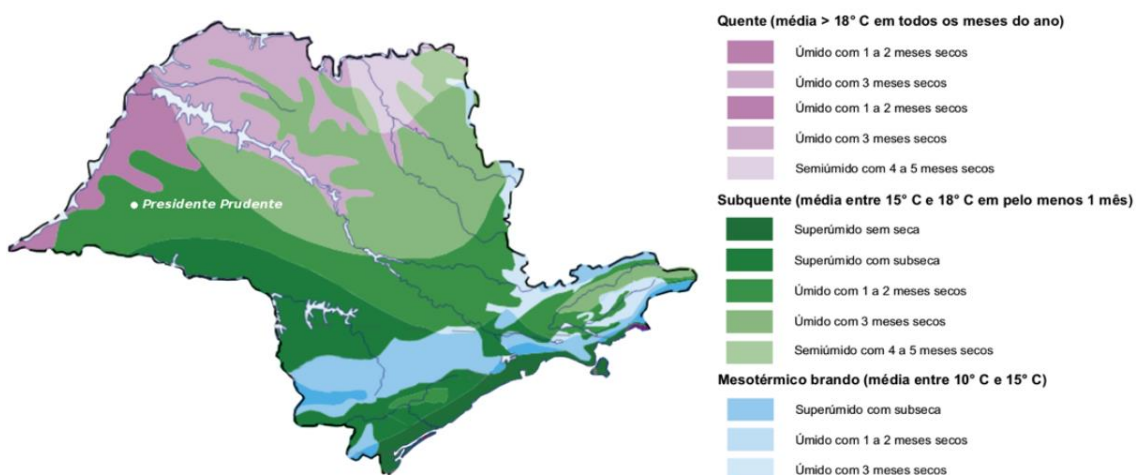 Quente (média > 18° C em todos os meses do ano)
Úmido com 1 a 2 meses secos
Úmido com 3 meses secos
Úmido com 1 a 2 meses secos
Úmido com 3 meses secos
Semiúmido com 4 a 5 meses secos
Subquente (média entre 15° C e 18° C em pelo menos 1 mês)
Presidente Prudente
Superúmido sem seca
Superúmido com subseca
Úmido com 1 a 2 meses secos
Úmido com 3 meses secos
Semiúmido com 4 a 5 meses secos
Mesotérmico brando (média entre 10° C e 15° C)
Superúmido com subseca
Úmido com 1 a 2 meses secos
Úmido com 3 meses secos